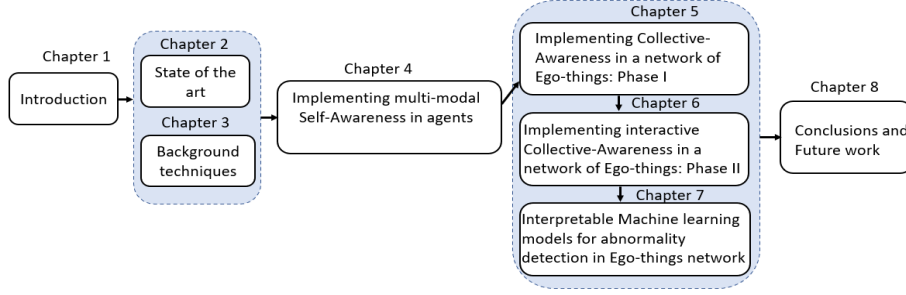 Chapter 1
Introduction
Chapter 2
State of the
art
Chapter 3
Background
techniques
Chapter 4
Implementing multi-modal
Self-Awareness in agents
Chapter 5
Implementing Collective-
Awareness in a network of
Ego-things: Phase I
Chapter 6
Implementing interactive
Collective-Awareness in a
network of Ego-things: Phase II
Chapter 7
Interpretable Machine learning
models for abnormality
detection in Ego-things network
Chapter 8
Conclusions and
Future work